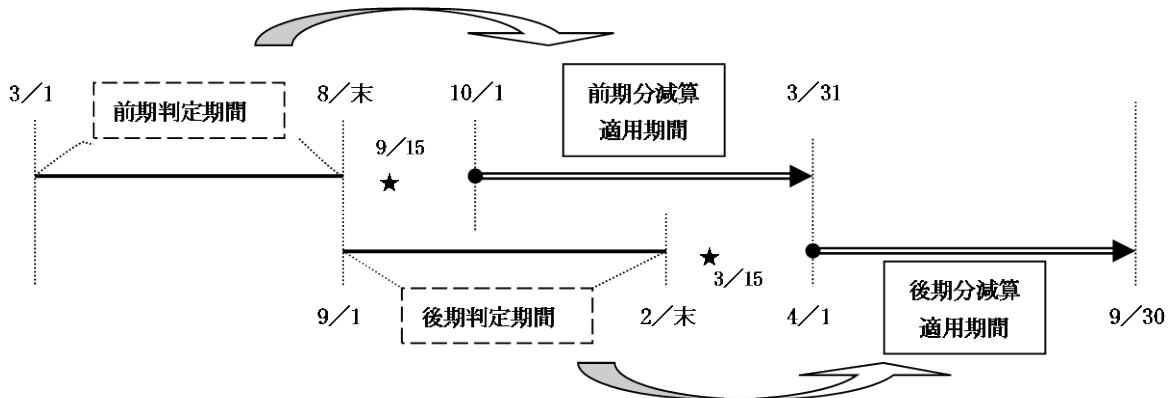 3／1
前期判定期間
8／末
10／1
前期分減算
適用期間
3／31
9／15
★
★
3／15
9／1
後期判定期間
2／末
4／1
後期分減算
適用期間
9／30